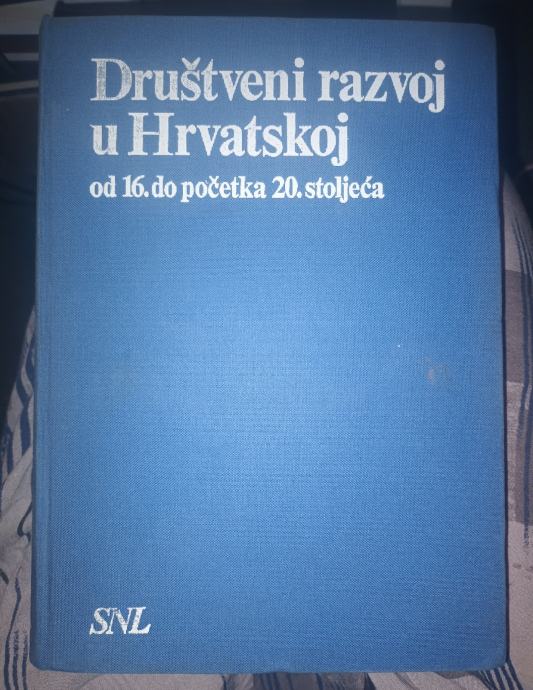 Društveni razvoj
u Hrvatskoj
od 16. do početka 20. stoljeća
SNL